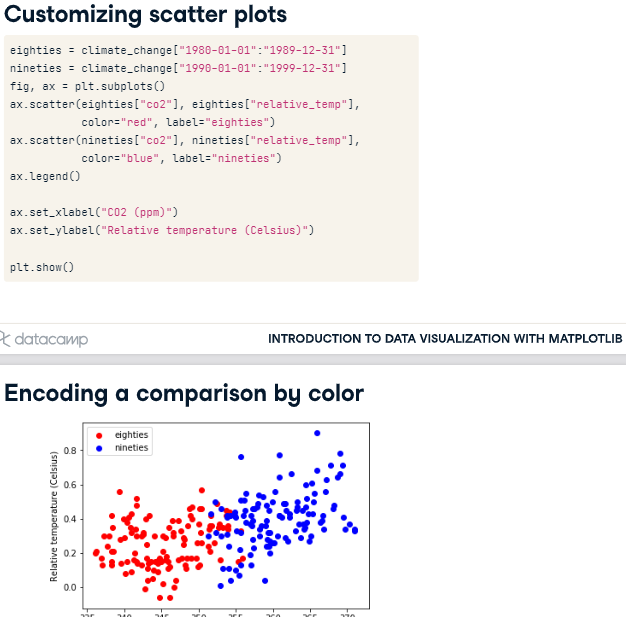 Customizing scatter plots
eighties = climate_change["1980-01-01":"1989-12-31"]
nineties = climate_change["1990-01-01":"1999-12-31"]
fig, ax = plt.subplots()
ax.scatter(eighties["co2"], eighties["relative_temp"],
color="red", label="eighties")
ax.scatter(nineties["co2"], nineties["relative_temp"],
color="blue", label="nineties")
ax.legend()
ax.set_xlabel("CO2 (ppm)")
ax.set_ylabel("Relative temperature (Celsius)")
plt.show()
datacamp
INTRODUCTION TO DATA VISUALIZATION WITH MATPLOTLIB
Encoding a comparison by color
eighties
nineties
Relative temperature (Celsius)
0.8
0.6
0.4
0.2
0.0